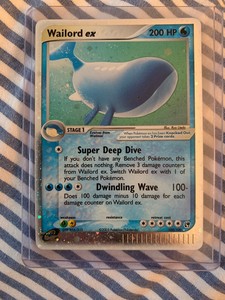 Wailord ex 200 HP
STAGE 1
Super Deep Dive
If you don't have any Benched Pokémon, this
attack does nothing. Remove 3 damage counters
from Wailord ex. Switch Wailord ex with 1 of
your Benched Pokémon.
Dwindling Wave 100-
Does 100 damage minus 10 damage for each
damage counter on Wailord ex.